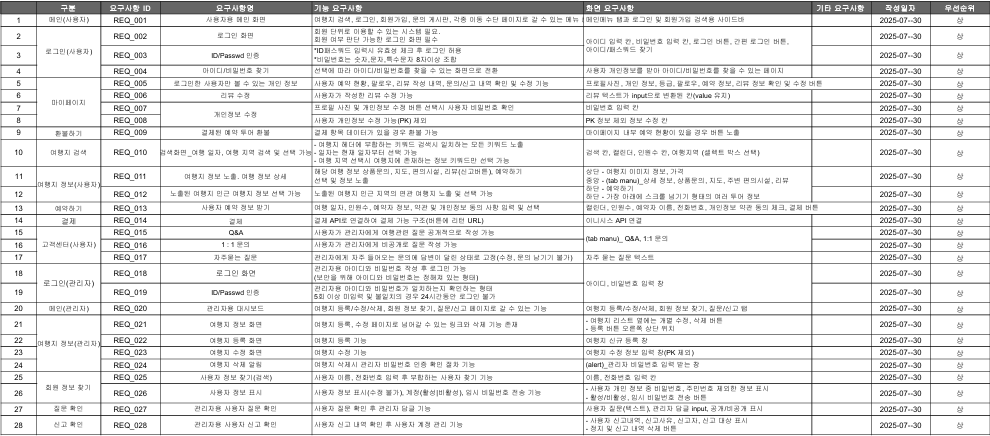 구분 요구사항 ID 요구사항명 기능 요구사항 화면 요구사항 기타 요구사항 작성일자 우선순위
1 메인(사용자) REQ_001 사용자용 메인 화면 여행지 검색, 로그인, 회원가입, 문의 게시판, 각종 이동 수단 페이지로 갈 수 있는 메뉴 메인메뉴 탭과 로그인 및 회원가입 검색용 사이드바 2025-07--30 상
2 로그인(사용자) REQ_002 로그인 화면 회원 단위로 이용할 수 있는 시스템 필요.
회원 여부 판단 가능한 로그인 화면 필수 아이디 입력 칸, 비밀번호 입력 칸, 로그인 버튼, 간편 로그인 버튼,
아이디/패스워드 찾기 2025-07--30 상
3 REQ_003 ID/Passwd 인증 *ID패스워드 입력시 유효성 체크 후 로그인 허용
*비밀번호는 숫자,문자,특수문자 8자이상 조합 2025-07--30 상
4 REQ_004 아이디/비밀번호 찾기 선택에 따라 아이디/비밀번호를 찾을 수 있는 화면으로 전환 사용자 개인정보를 받아 아이디/비밀번호를 찾을 수 있는 페이지 2025-07--30 상
5 마이페이지 REQ_005 로그인한 사용자만 볼 수 있는 개인 정보 사용자 예약 현황, 팔로우, 리뷰 작성 내역, 문의/신고 내역 확인 및 수정 가능 프로필사진, 개인 정보, 등급, 팔로우, 예약 정보, 리뷰 정보 확인 및 수정 버튼 2025-07--30 상
6 REQ_006 리뷰 수정 사용자가 작성한 리뷰 수정 가능 리뷰 텍스트가 input으로 변환된 칸(value 유지) 2025-07--30 상
7 REQ_007 개인정보 수정 프로필 사진 및 개인정보 수정 버튼 선택시 사용자 비밀번호 확인 비밀번호 입력 칸 2025-07--30 상
8 REQ_008 사용자 개인정보 수정 가능(PK) 제외 PK 정보 제외 정보 수정 칸 2025-07--30 상
9 환불하기 REQ_009 결제된 예약 투어 환불 결제 항목 데이터가 있을 경우 환불 가능 마이페이지 내부 예약 현황이 있을 경우 버튼 노출 2025-07--30 상
10 여행지 검색 REQ_010 검색화면_여행 일자, 여행 지역 검색 및 선택 가능 - 여행지 헤더에 부합하는 키워드 검색시 일치하는 모든 키워드 노출
- 일자는 현재 일자부터 선택 가능
- 여행 지역 선택시 여행지에 존재하는 정보 키워드만 선택 가능 검색 칸, 캘린더, 인원수 칸, 여행지역 (셀렉트 박스 선택) 2025-07--30 상
11 여행지 정보(사용자) REQ_011 여행지 정보 노출, 여행 정보 상세 해당 여행 정보 상품문의, 지도, 편의시설, 리뷰(신고버튼), 예약하기
선택 및 정보 노출 상단 - 여행지 이미지 정보, 가격
중앙 - (tab manu)_상세 정보, 상품문의, 지도, 주변 편의시설, 리뷰
하단 - 예약하기
하단 - 가장 아래에 스크롤 넘기기 형태의 여러 투어 정보 2025-07--30 상
12 REQ_012 노출된 여행지 인근 여행지 정보 선택 가능 노출된 여행지 인근 지역의 연관 여행지 노출 및 선택 가능 2025-07--30 상
13 예약하기 REQ_013 사용자 예약 정보 받기 여행 일자, 인원수, 예약자 정보, 약관 및 개인정보 동의 사항 입력 및 선택 캘린더, 인원수, 예약자 이름, 전화번호, 개인정보 약관 동의 체크, 결제 버튼 2025-07--30 상
14 결제 REQ_014 결제 결제 API로 연결하여 결제 가능 구조(버튼에 리턴 URL) 이니시스 API 연결 2025-07--30 상
15 고객센터(사용자) REQ_015 Q&A 사용자가 관리자에게 여행관련 질문 공개적으로 작성 가능 (tab manu)_ Q&A, 1:1 문의 2025-07--30 상
16 REQ_016 1 : 1 문의 사용자가 관리자에게 비공개로 질문 작성 가능 2025-07--30 상
17 REQ_017 자주묻는 질문 관리자에게 자주 들어오는 문의에 답변이 달린 상태로 고정(수정, 문의 남기기 불가) 자주 묻는 질문 텍스트 2025-07--30 상
18 로그인(관리자) REQ_018 로그인 화면 관리자용 아이디와 비밀번호 작성 후 로그인 가능
(보안을 위해 아이디와 비밀번호는 정해져 있는 형태) 아이디, 비밀번호 입력 창 2025-07--30 상
19 REQ_019 ID/Passwd 인증 관리자용 아이디와 비밀번호가 일치하는지 확인하는 형태
5회 이상 미입력 및 불일치의 경우 24시간동안 로그인 불가 2025-07--30 상
20 메인(관리자) REQ_020 관리자용 대시보드 여행지 등록/수정/삭제, 회원 정보 찾기, 질문/신고 페이지로 갈 수 있는 기능 여행지 등록/수정/삭제, 회원 정보 찾기, 질문/신고 탭 2025-07--30 상
21 여행지 정보(관리자) REQ_021 여행지 정보 화면 여행지 등록, 수정 페이지로 넘어갈 수 있는 링크와 삭제 기능 존재 - 여행지 리스트 옆에는 개별 수정, 삭제 버튼
- 등록 버튼 오른쪽 상단 위치 2025-07--30 상
22 REQ_022 여행지 등록 화면 여행지 등록 기능 여행지 신규 등록 창 2025-07--30 상
23 REQ_023 여행지 수정 화면 여행지 수정 기능 여행지 수정 정보 입력 창(PK 제외) 2025-07--30 상
24 REQ_024 여행지 삭제 알림 여행지 삭제시 관리자 비밀번호 인증 확인 절차 기능 (alert)_관리자 비밀번호 입력 받는 창 2025-07--30 상
25 회원 정보 찾기 REQ_025 사용자 정보 찾기(검색) 사용자 이름, 전화번호 입력 후 부합하는 사용자 찾기 기능 이름, 전화번호 입력 칸 2025-07--30 상
26 REQ_026 사용자 정보 표시 사용자 정보 표시(수정 불가), 계정(활성|비활성), 임시 비밀번호 전송 기능 - 사용자 개인 정보 중 비밀번호, 주민번호 제외한 정보 표시
- 활성/비활성, 임시 비밀번호 전송 버튼 2025-07--30 상
27 질문 확인 REQ_027 관리자용 사용자 질문 확인 사용자 질문 확인 후 관리자 답글 기능 사용자 질문(텍스트), 관리자 답글 input, 공개/비공개 표시 2025-07--30 상
28 신고 확인 REQ_028 관리자용 사용자 신고 확인 사용자 신고 내역 확인 후 사용자 계정 관리 기능 - 사용자 신고내역, 신고사유, 신고자, 신고 대상 표시
- 정지 및 신고 내역 삭제 버튼 2025-07--30 상